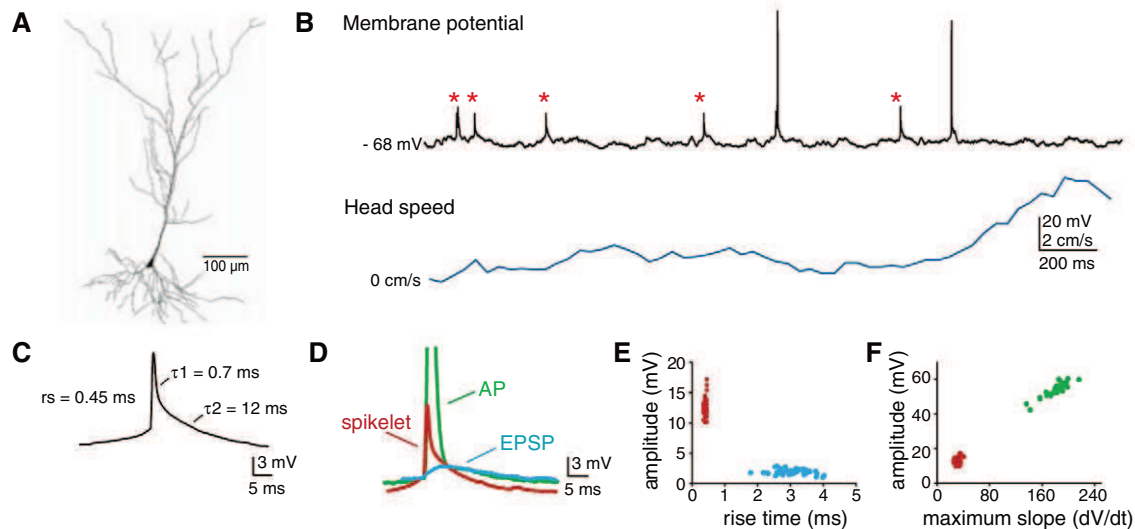 A
100 µm
B
Membrane potential
* * * * *
- 68 mV
Head speed
0 cm/s
20 mV
2 cm/s
200 ms
C
rs = 0.45 ms
τ1 = 0.7 ms
τ2 = 12 ms
3 mV
5 ms
D
AP
spikelet
EPSP
3 mV
5 ms
E
amplitude (mV)
20
15
10
5
0
0 1 2 3 4 5
rise time (ms)
F
amplitude (mV)
80
60
40
20
0
0 80 160 240
maximum slope (dV/dt)